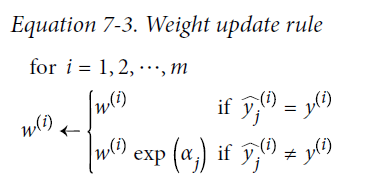 Equation 7-3. Weight update rule
for i = 1, 2, ⋯, m
w^(i) ← { w^(i) if ŷ_j^(i) = y^(i)
w^(i) exp (α_j) if ŷ_j^(i) ≠ y^(i)